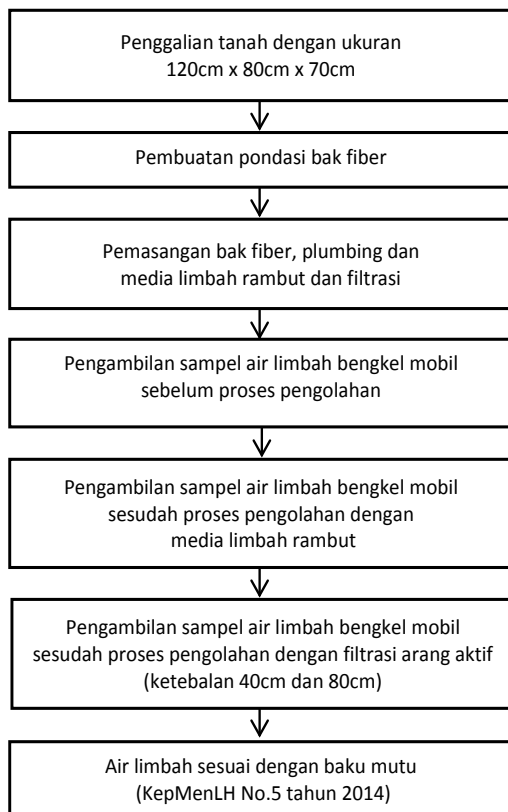 Penggalian tanah dengan ukuran
120cm x 80cm x 70cm
Pembuatan pondasi bak fiber
Pemasangan bak fiber, plumbing dan
media limbah rambut dan filtrasi
Pengambilan sampel air limbah bengkel mobil
sebelum proses pengolahan
Pengambilan sampel air limbah bengkel mobil
sesudah proses pengolahan dengan
media limbah rambut
Pengambilan sampel air limbah bengkel mobil
sesudah proses pengolahan dengan filtrasi arang aktif
(ketebalan 40cm dan 80cm)
Air limbah sesuai dengan baku mutu
(KepMenLH No.5 tahun 2014)